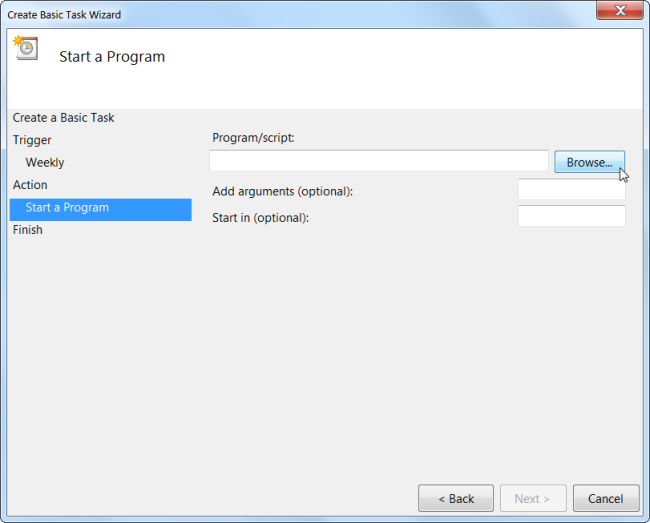 Create Basic Task Wizard
Start a Program
Create a Basic Task
Trigger
Weekly
Action
Start a Program
Finish
Program/script:
Browse...
Add arguments (optional):
Start in (optional):
< Back
Next >
Cancel